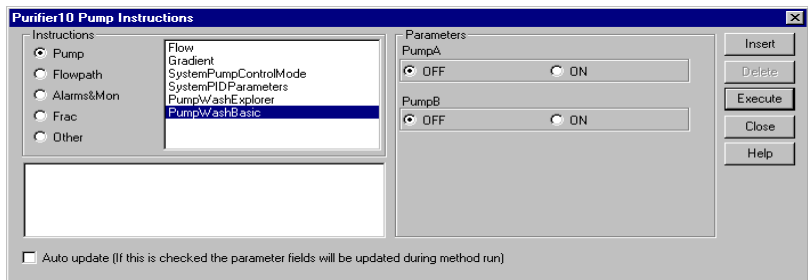 Purifier10 Pump Instructions
Instructions
Pump
Flowpath
Alarms&Mon
Frac
Other
Flow
Gradient
SystemPumpControlMode
SystemPIDParameters
PumpWashExplorer
PumpWashBasic
Parameters
PumpA
OFF ON
PumpB
OFF ON
Insert
Delete
Execute
Close
Help
Auto update (If this is checked the parameter fields will be updated during method run)